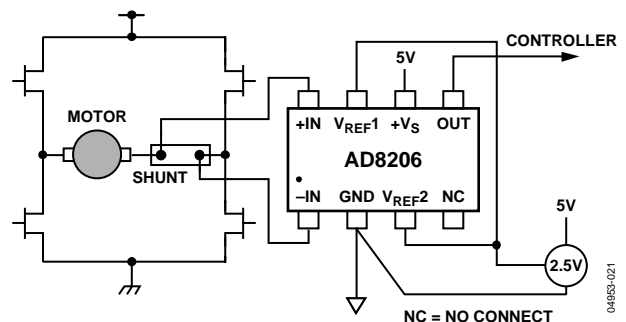 CONTROLLER
5V
MOTOR
SHUNT
+IN VREF1 +VS OUT
AD8206
–IN GND VREF2 NC
5V
2.5V
NC = NO CONNECT
04953-021